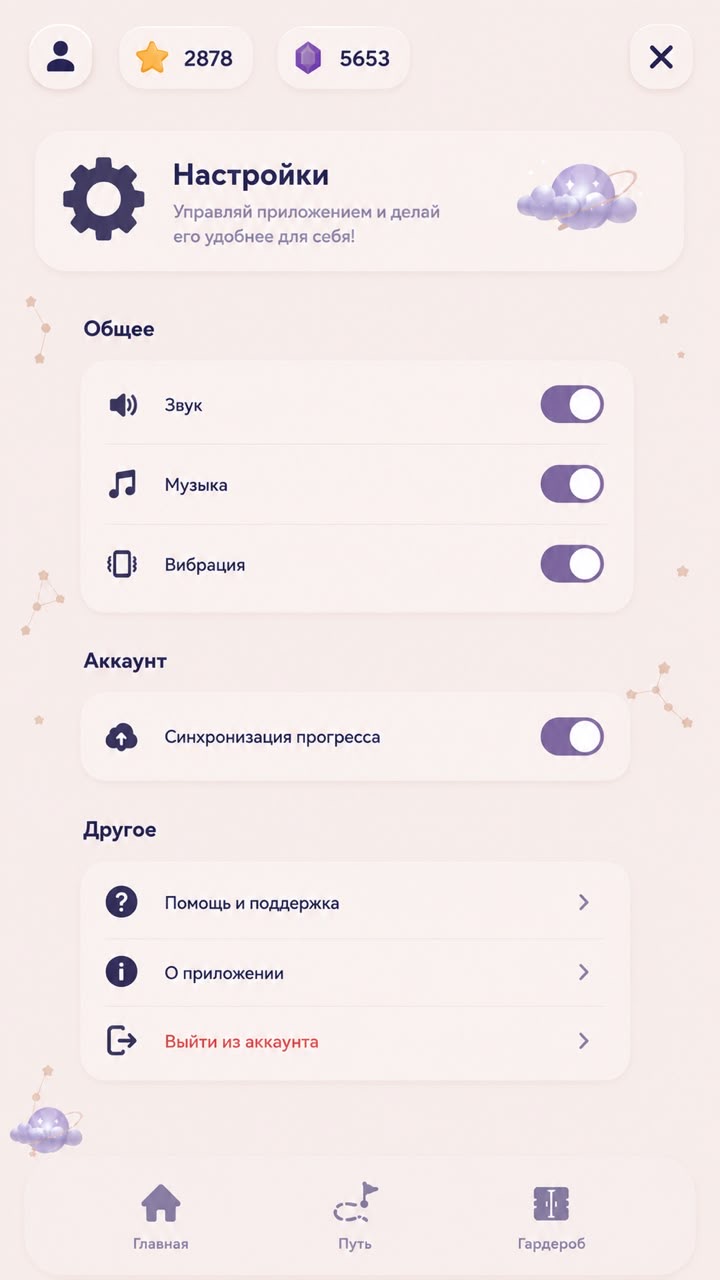 2878
5653
Настройки
Управляй приложением и делай
его удобнее для себя!
Общее
Звук
Музыка
Вибрация
Аккаунт
Синхронизация прогресса
Другое
Помощь и поддержка
О приложении
Выйти из аккаунта
Главная
Путь
Гардероб